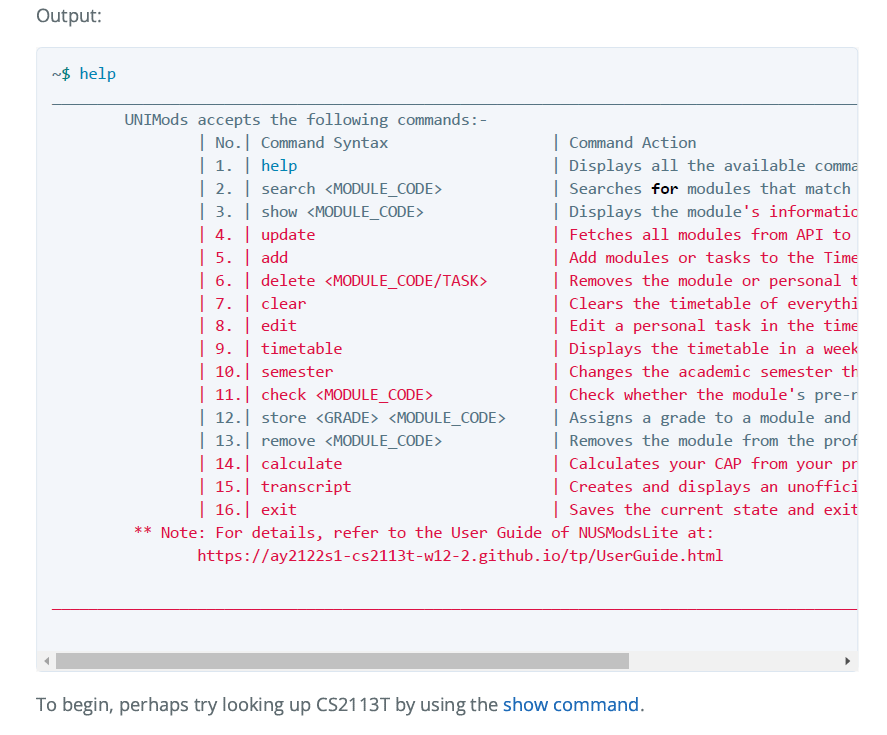 Output:
~$ help
UNIMods accepts the following commands:-
| No.| Command Syntax | Command Action
| 1. | help | Displays all the available comma
| 2. | search <MODULE_CODE> | Searches for modules that match
| 3. | show <MODULE_CODE> | Displays the module's informatio
| 4. | update | Fetches all modules from API to
| 5. | add | Add modules or tasks to the Time
| 6. | delete <MODULE_CODE/TASK> | Removes the module or personal t
| 7. | clear | Clears the timetable of everythi
| 8. | edit | Edit a personal task in the time
| 9. | timetable | Displays the timetable in a week
| 10.| semester | Changes the academic semester th
| 11.| check <MODULE_CODE> | Check whether the module's pre-r
| 12.| store <GRADE> <MODULE_CODE> | Assigns a grade to a module and
| 13.| remove <MODULE_CODE> | Removes the module from the prof
| 14.| calculate | Calculates your CAP from your pr
| 15.| transcript | Creates and displays an unoffici
| 16.| exit | Saves the current state and exit
** Note: For details, refer to the User Guide of NUSModsLite at:
https://ay2122s1-cs2113t-w12-2.github.io/tp/UserGuide.html
To begin, perhaps try looking up CS2113T by using the show command.